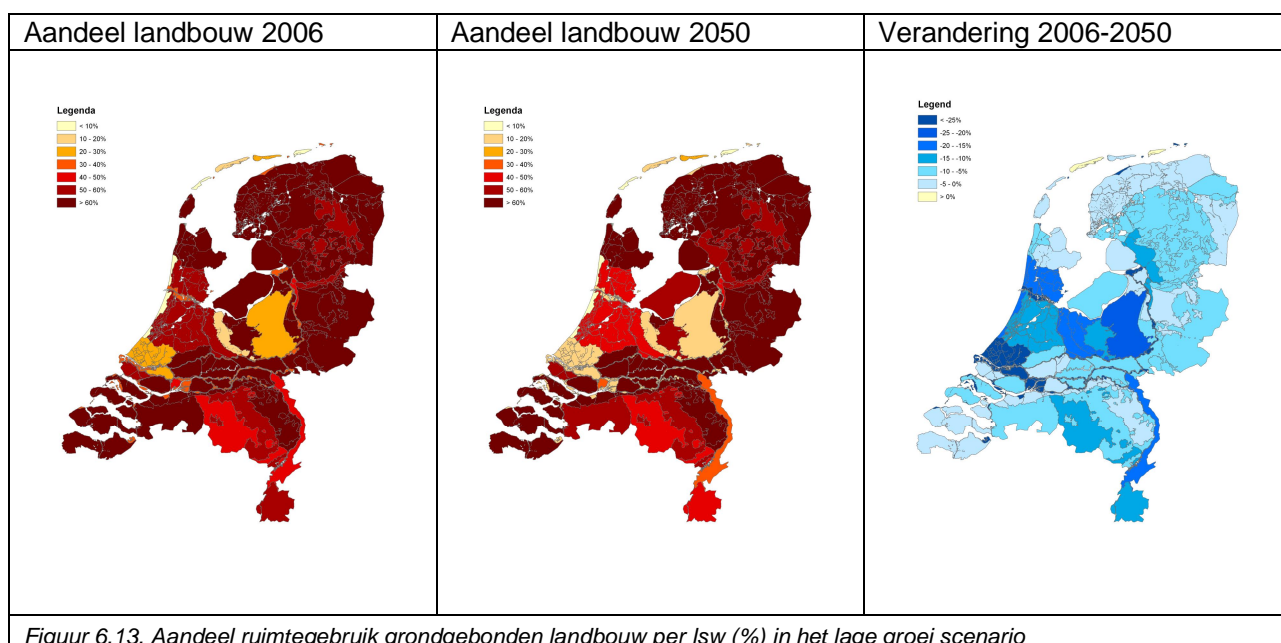 Aandeel landbouw 2006
Aandeel landbouw 2050
Verandering 2006-2050
Legenda
< 10%
10 - 20%
20 - 30%
30 - 40%
40 - 50%
50 - 60%
> 60%
Legenda
< 10%
10 - 20%
20 - 30%
30 - 40%
40 - 50%
50 - 60%
> 60%
Legend
< -25%
-25 - -20%
-20 - -15%
-15 - -10%
-10 - -5%
-5 - 0%
> 0%
Figuur 6.13. Aandeel ruimtegebruik grondgebonden landbouw per lsw (%) in het lage groei scenario